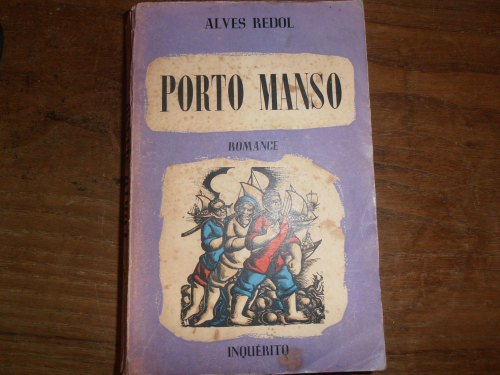 ALVES REDOL
PORTO MANSO
ROMANCE
INQUÉRITO